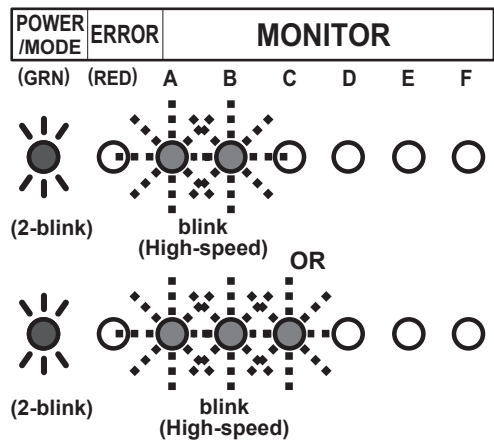 POWER ERROR MONITOR
/MODE
(GRN) (RED) A B C D E F
(2-blink) blink
(High-speed)
OR
(2-blink) blink
(High-speed)